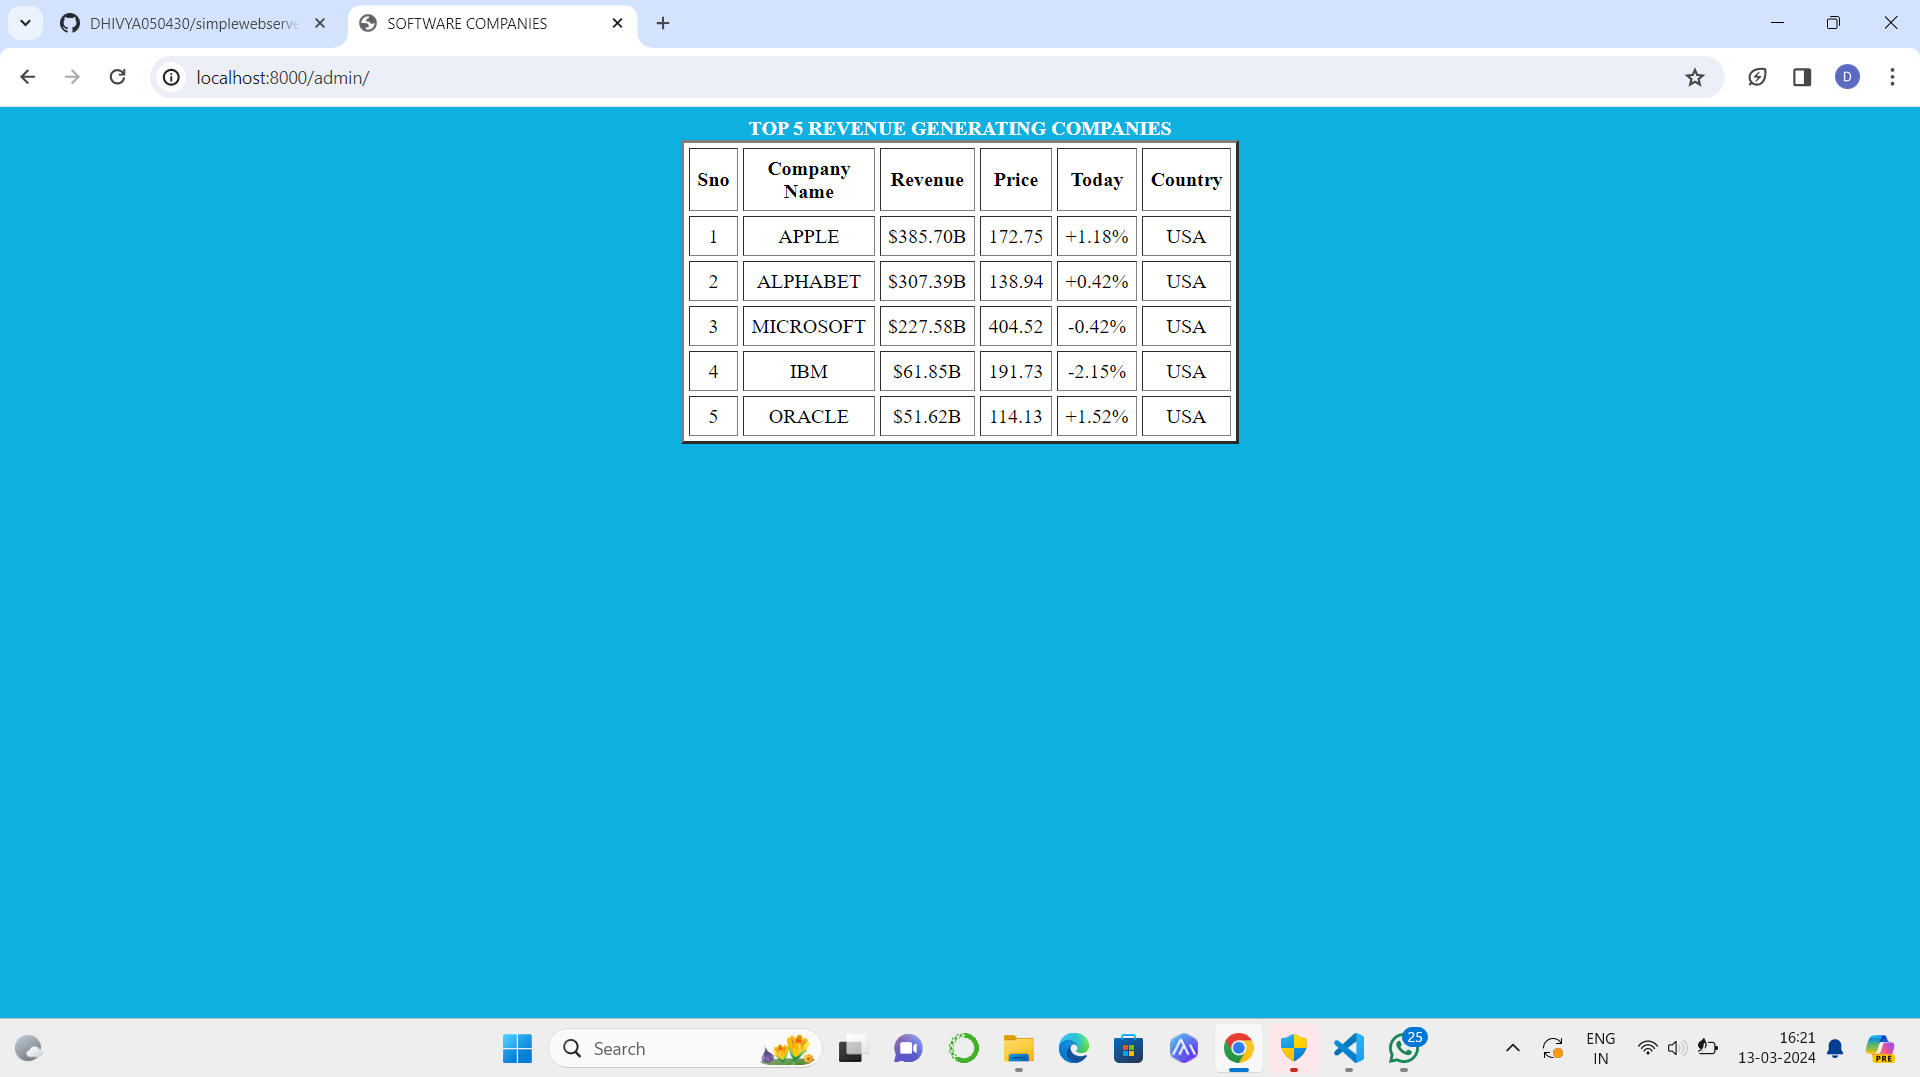 DHIVYA050430/simplewebserve
SOFTWARE COMPANIES
localhost:8000/admin/
D
TOP 5 REVENUE GENERATING COMPANIES
Sno Company Name Revenue Price Today Country
1 APPLE $385.70B 172.75 +1.18% USA
2 ALPHABET $307.39B 138.94 +0.42% USA
3 MICROSOFT $227.58B 404.52 -0.42% USA
4 IBM $61.85B 191.73 -2.15% USA
5 ORACLE $51.62B 114.13 +1.52% USA
Search
25
ENG
IN
16:21
13-03-2024
PRE